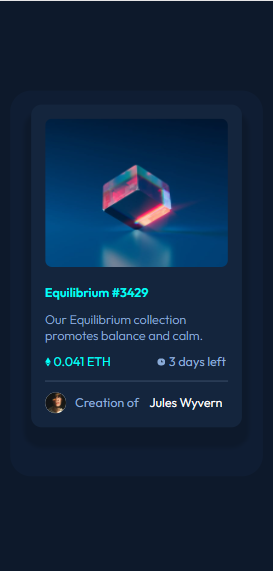 Equilibrium #3429
Our Equilibrium collection
promotes balance and calm.
0.041 ETH 3 days left
Creation of Jules Wyvern